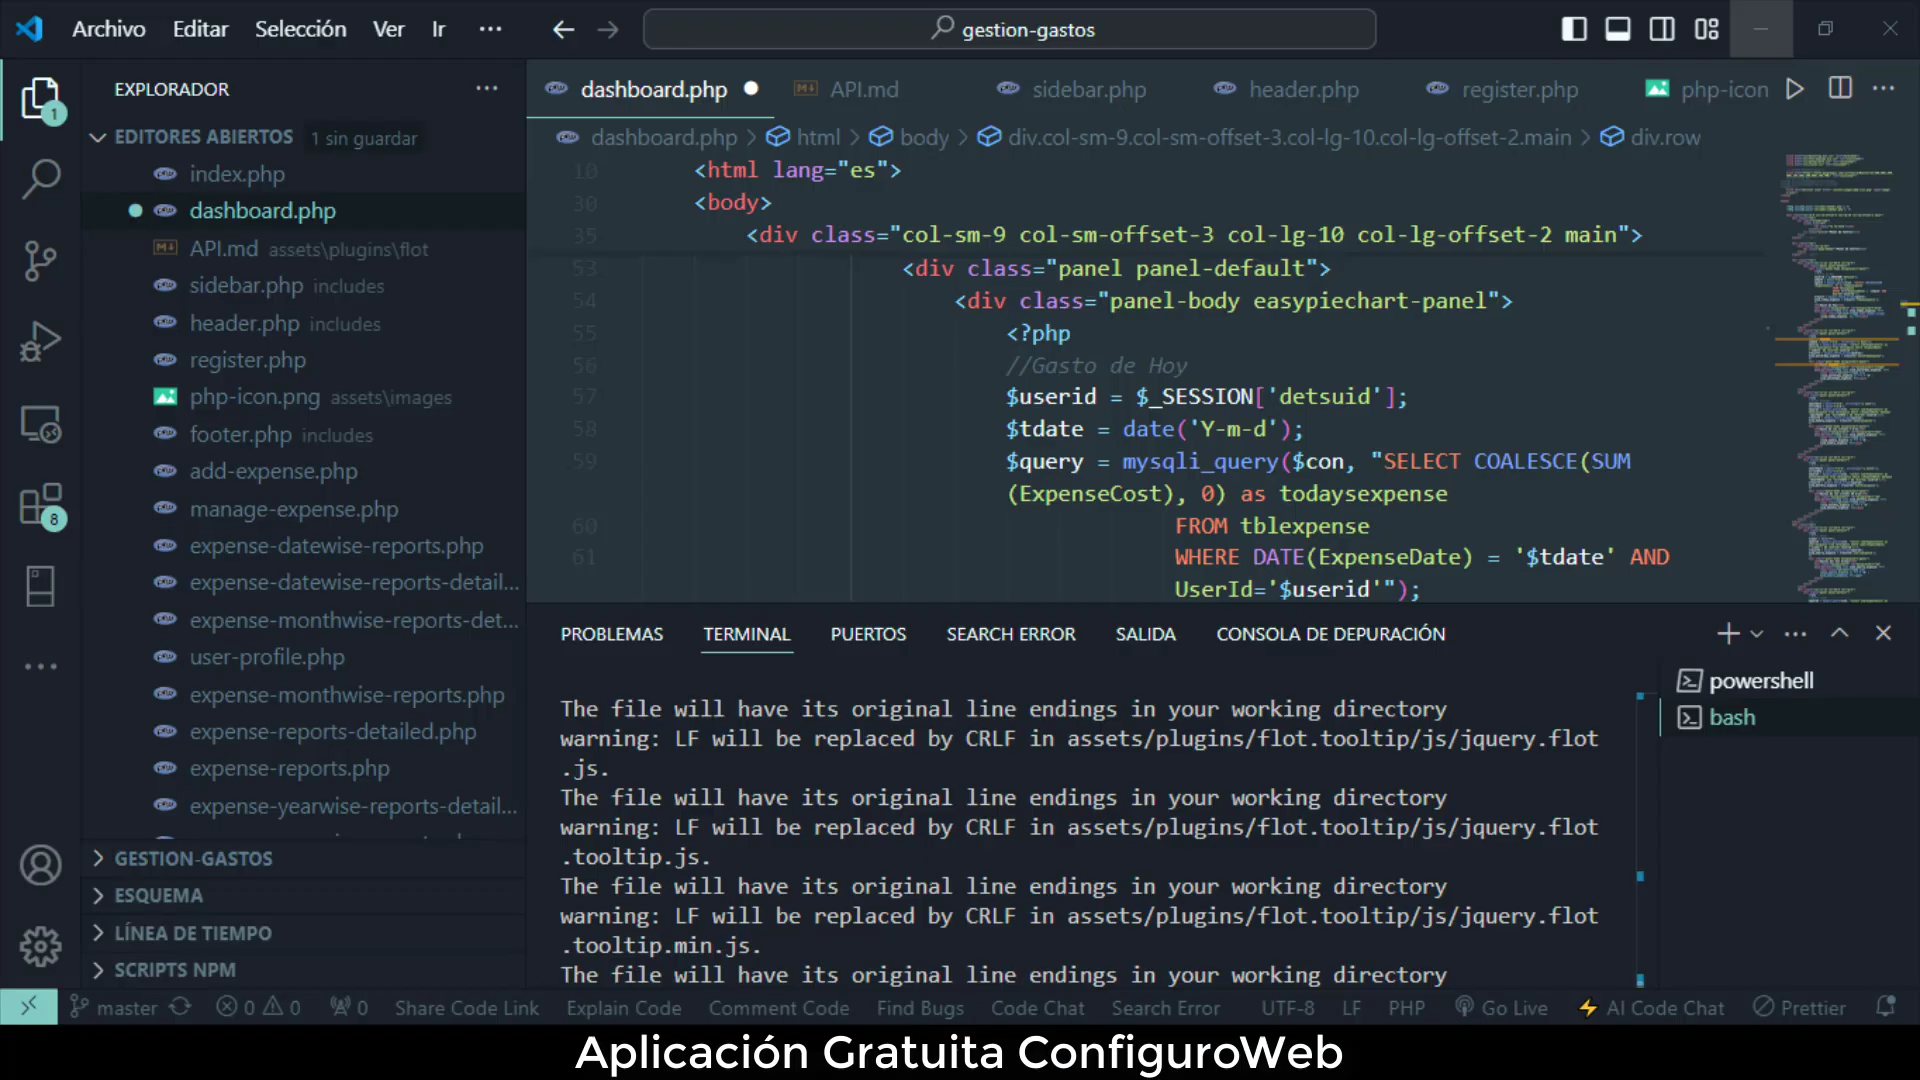 Archivo Editar Selección Ver Ir ···
gestion-gastos
EXPLORADOR ···
EDITORES ABIERTOS 1 sin guardar
index.php
dashboard.php
API.md assets\plugins\flot
sidebar.php includes
header.php includes
register.php
php-icon.png assets\images
footer.php includes
add-expense.php
manage-expense.php
expense-datewise-reports.php
expense-datewise-reports-detail...
expense-monthwise-reports-det...
user-profile.php
expense-monthwise-reports.php
expense-reports-detailed.php
expense-reports.php
expense-yearwise-reports-detail...
GESTION-GASTOS
ESQUEMA
LÍNEA DE TIEMPO
SCRIPTS NPM
1
8
dashboard.php API.md sidebar.php header.php register.php php-icon
dashboard.php > html > body > div.col-sm-9.col-sm-offset-3.col-lg-10.col-lg-offset-2.main > div.row
10 <html lang="es">
30 <body>
35 <div class="col-sm-9 col-sm-offset-3 col-lg-10 col-lg-offset-2 main">
53 <div class="panel panel-default">
54 <div class="panel-body easypiechart-panel">
55 <?php
56 //Gasto de Hoy
57 $userid = $_SESSION['detsuid'];
58 $tdate = date('Y-m-d');
59 $query = mysqli_query($con, "SELECT COALESCE(SUM
(ExpenseCost), 0) as todaysexpense
60 FROM tblexpense
61 WHERE DATE(ExpenseDate) = '$tdate' AND
UserId='$userid'");
PROBLEMAS TERMINAL PUERTOS SEARCH ERROR SALIDA CONSOLA DE DEPURACIÓN
The file will have its original line endings in your working directory
warning: LF will be replaced by CRLF in assets/plugins/flot.tooltip/js/jquery.flot
.js.
The file will have its original line endings in your working directory
warning: LF will be replaced by CRLF in assets/plugins/flot.tooltip/js/jquery.flot
.tooltip.js.
The file will have its original line endings in your working directory
warning: LF will be replaced by CRLF in assets/plugins/flot.tooltip/js/jquery.flot
.tooltip.min.js.
The file will have its original line endings in your working directory
powershell
bash
master 0 0 0 Share Code Link Explain Code Comment Code Find Bugs Code Chat Search Error UTF-8 LF PHP Go Live AI Code Chat Prettier
Aplicación Gratuita ConfiguroWeb